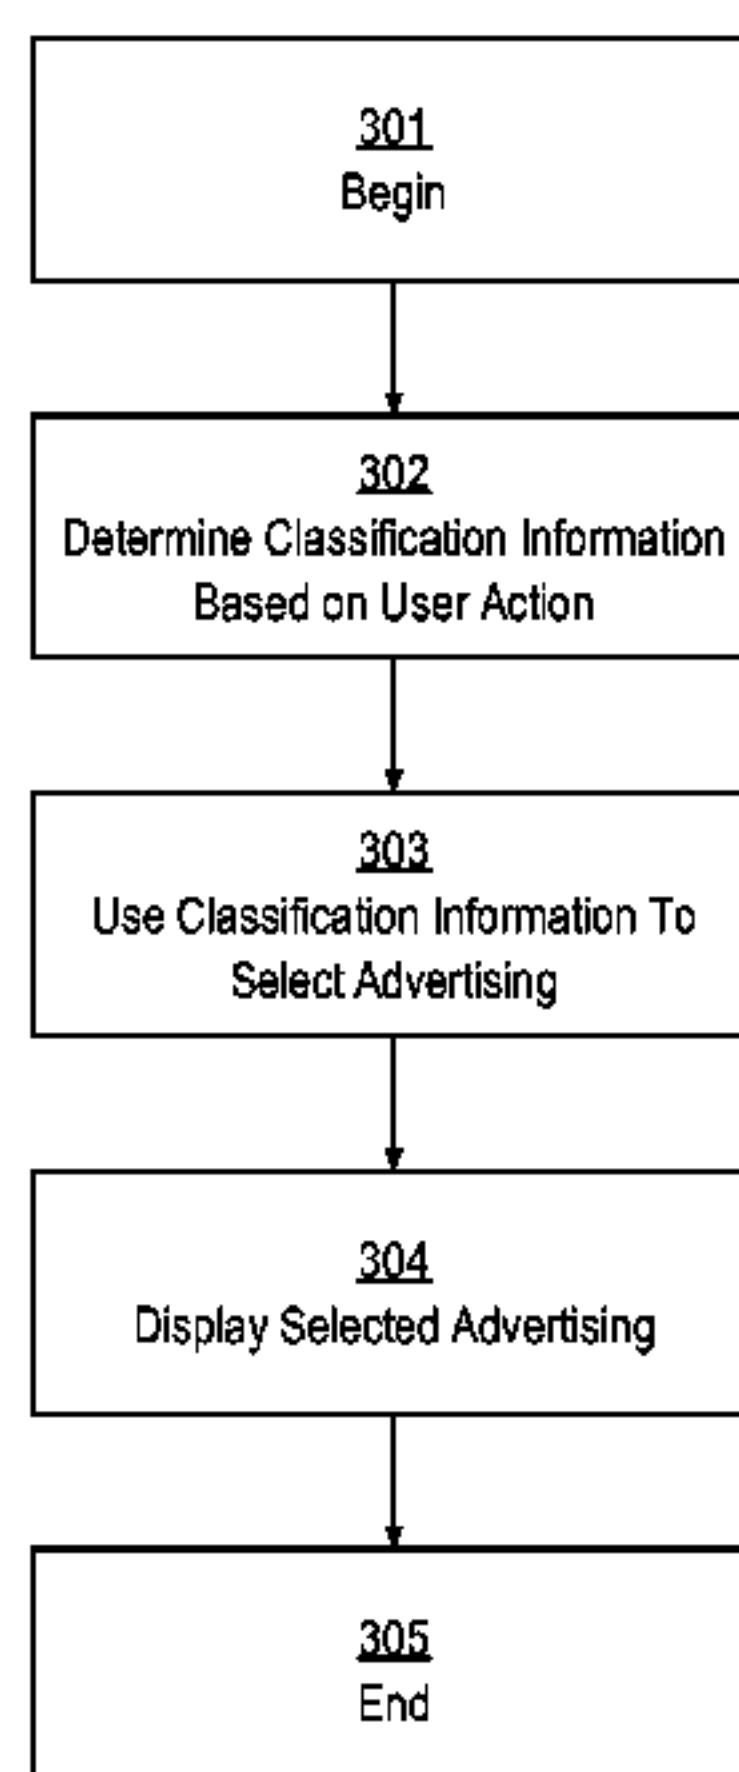 301
Begin
302
Determine Classification Information
Based on User Action
303
Use Classification Information To
Select Advertising
304
Display Selected Advertising
305
End